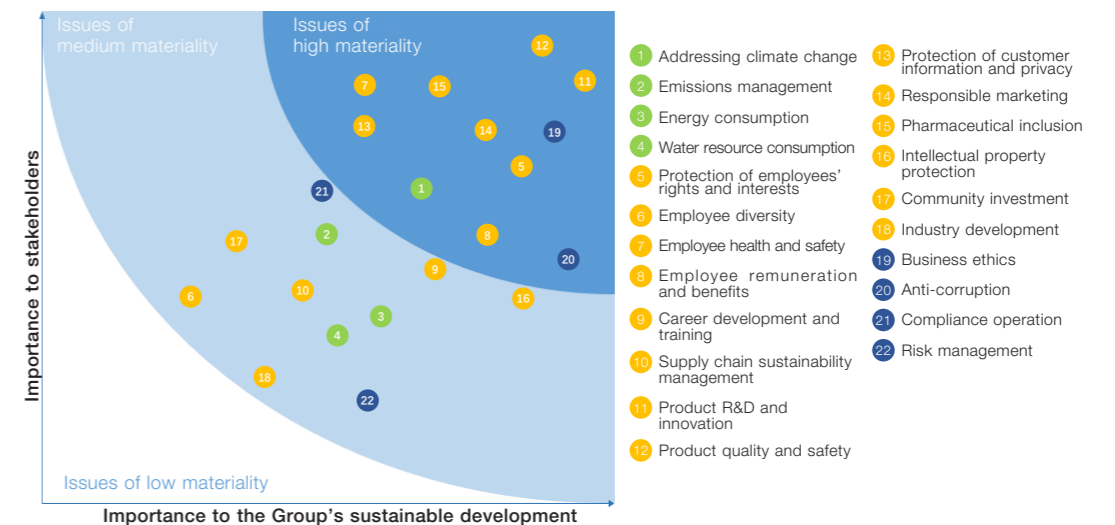 Issues of
medium materiality
Issues of
high materiality
12
11
7
15
13
14
19
5
1
21
8
2
17
20
9
10
6
16
3
4
18
22
Issues of low materiality
Importance to stakeholders
Importance to the Group's sustainable development
1 Addressing climate change
2 Emissions management
3 Energy consumption
4 Water resource consumption
5 Protection of employees'
rights and interests
6 Employee diversity
7 Employee health and safety
8 Employee remuneration
and benefits
9 Career development and
training
10 Supply chain sustainability
management
11 Product R&D and
innovation
12 Product quality and safety
13 Protection of customer
information and privacy
14 Responsible marketing
15 Pharmaceutical inclusion
16 Intellectual property
protection
17 Community investment
18 Industry development
19 Business ethics
20 Anti-corruption
21 Compliance operation
22 Risk management